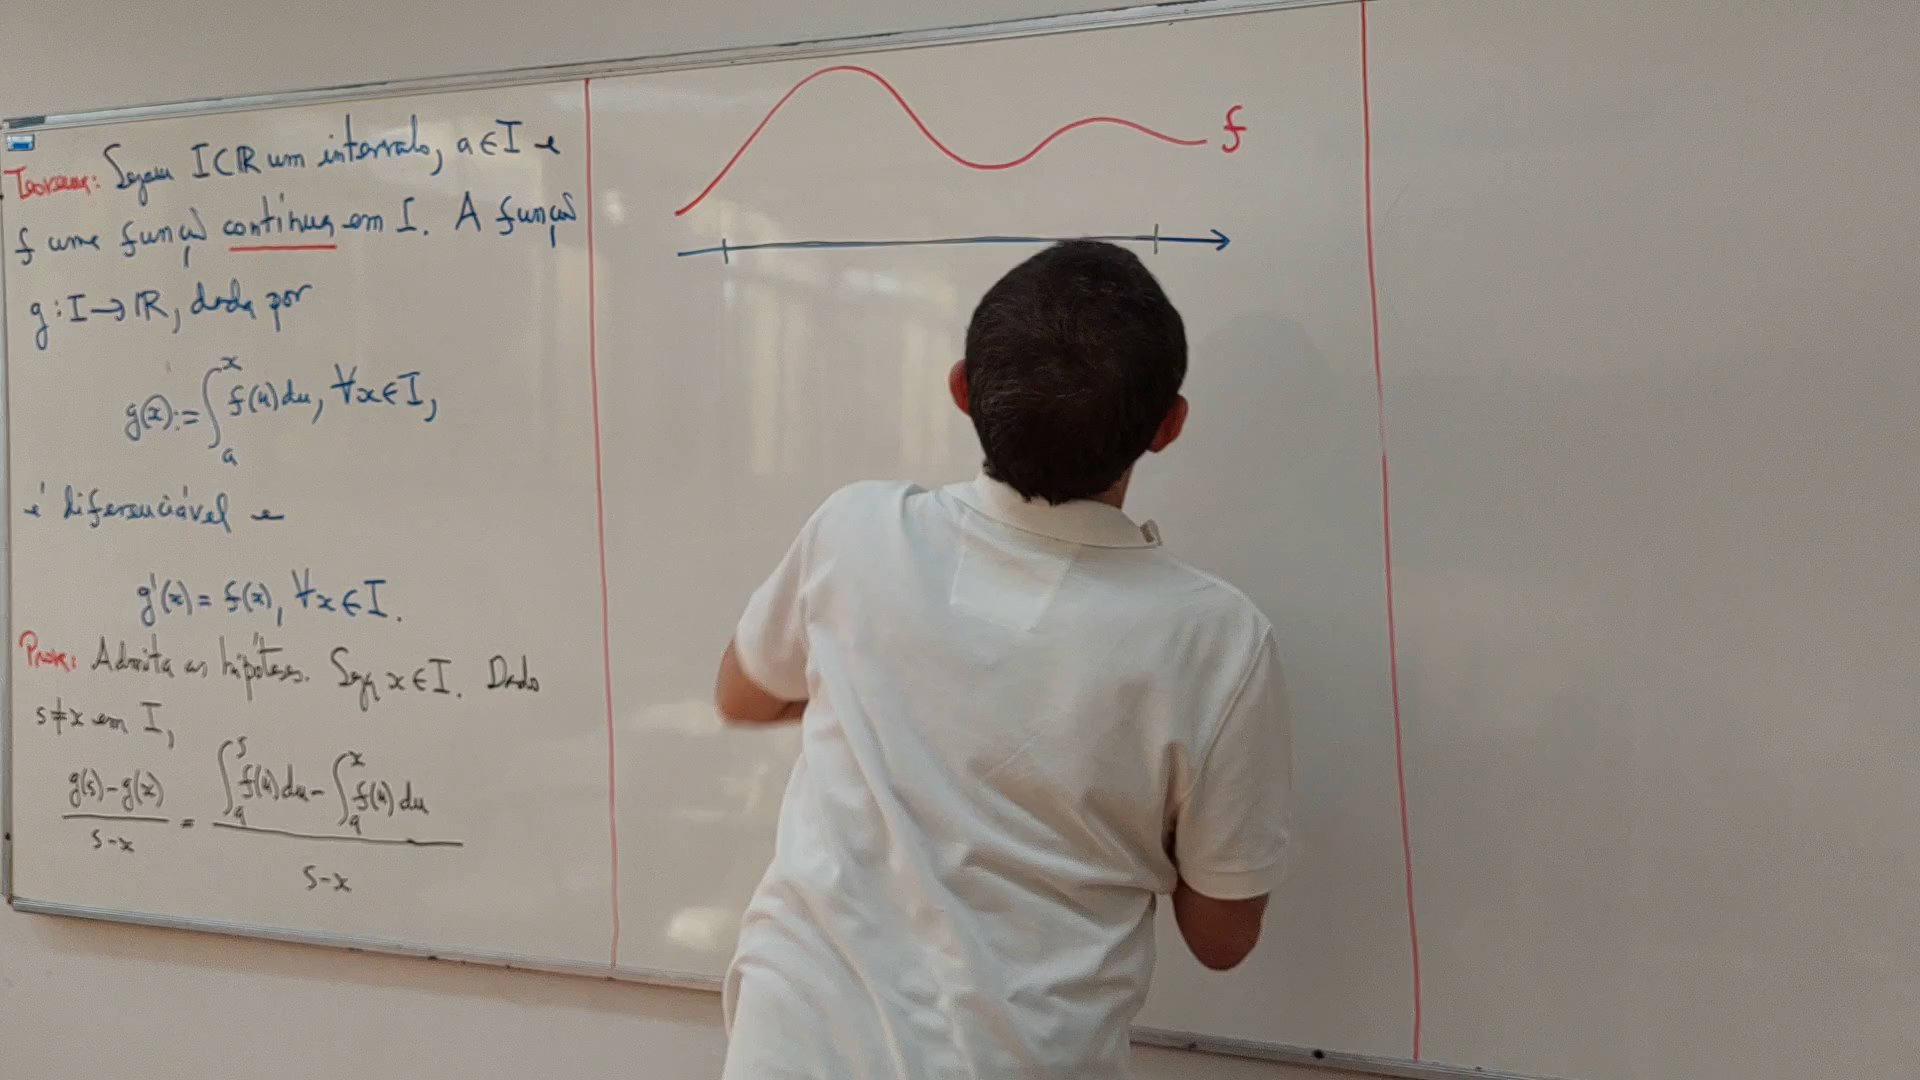 Teorema: Sejam I⊂ℝ um intervalo, a∈I e
f uma função contínua em I. A função
g:I→ℝ, dada por
g(x):=∫ₐˣ f(u)du, ∀x∈I,
é diferenciável e
g'(x)=f(x), ∀x∈I.
Prova: Admita as hipóteses. Seja x∈I. Dado
s≠x em I,
(g(s)-g(x))/(s-x) = (∫ₐˢ f(u)du - ∫ₐˣ f(u)du)/(s-x)
f